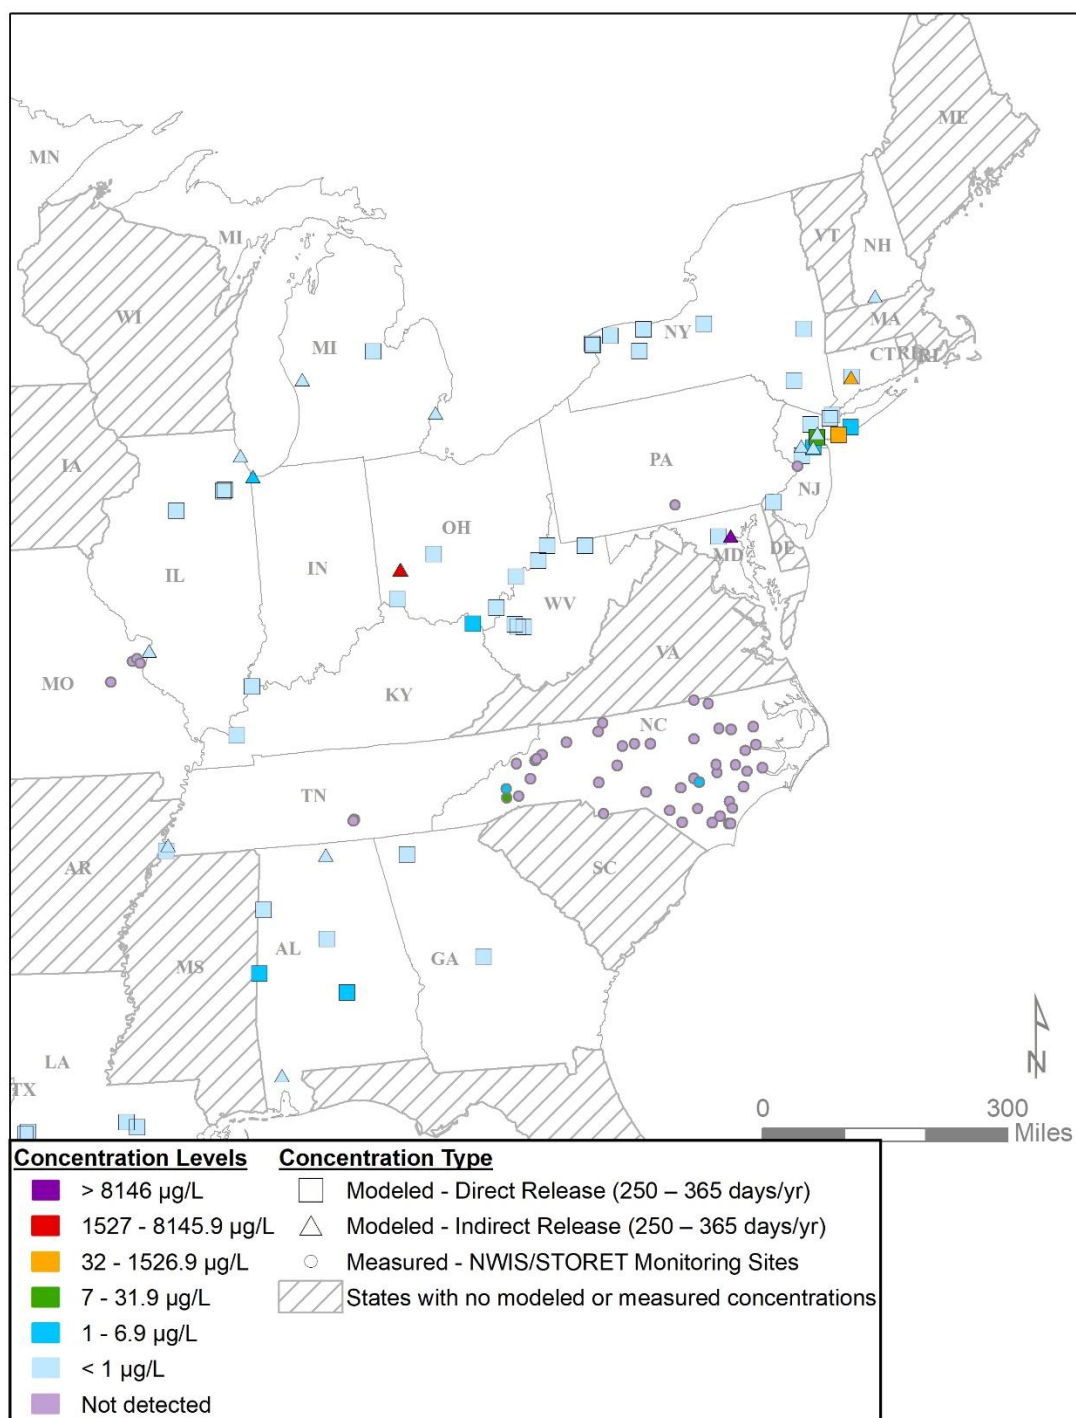 ME
MN
MI
VT
NH
WI
MA
NY
MI
CT RI RI
IA
PA
NJ
OH
MD DE
IL
IN
WV
VA
MO
KY
NC
TN
AR
SC
MS
AL
GA
LA
TX
N
0 300
Miles
Concentration Levels
> 8146 µg/L
1527 - 8145.9 µg/L
32 - 1526.9 µg/L
7 - 31.9 µg/L
1 - 6.9 µg/L
< 1 µg/L
Not detected
Concentration Type
Modeled - Direct Release (250 – 365 days/yr)
Modeled - Indirect Release (250 – 365 days/yr)
Measured - NWIS/STORET Monitoring Sites
States with no modeled or measured concentrations